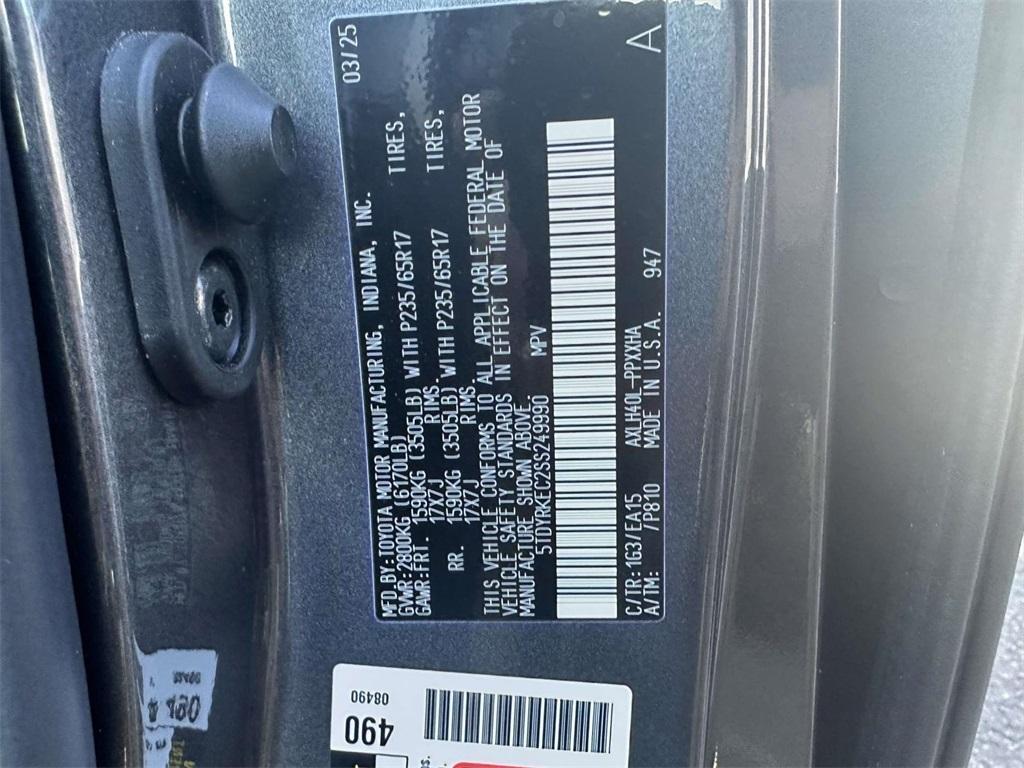 MFD.BY:TOYOTA MOTOR MANUFACTURING, INDIANA, INC. 03/25
GVWR:2800KG (6170LB)
GAWR:FRT. 1590KG (3505LB) WITH P235/65R17 TIRES,
17X7J RIMS.
RR. 1590KG (3505LB) WITH P235/65R17 TIRES,
17X7J RIMS.
THIS VEHICLE CONFORMS TO ALL APPLICABLE FEDERAL MOTOR
VEHICLE SAFETY STANDARDS IN EFFECT ON THE DATE OF
MANUFACTURE SHOWN ABOVE.
5TDYRKEC2SS249990 MPV
C/TR:1G3/EA15 AXLH40L-PPXXHA
A/TM: /P810 MADE IN U.S.A. 947 A
490
08490